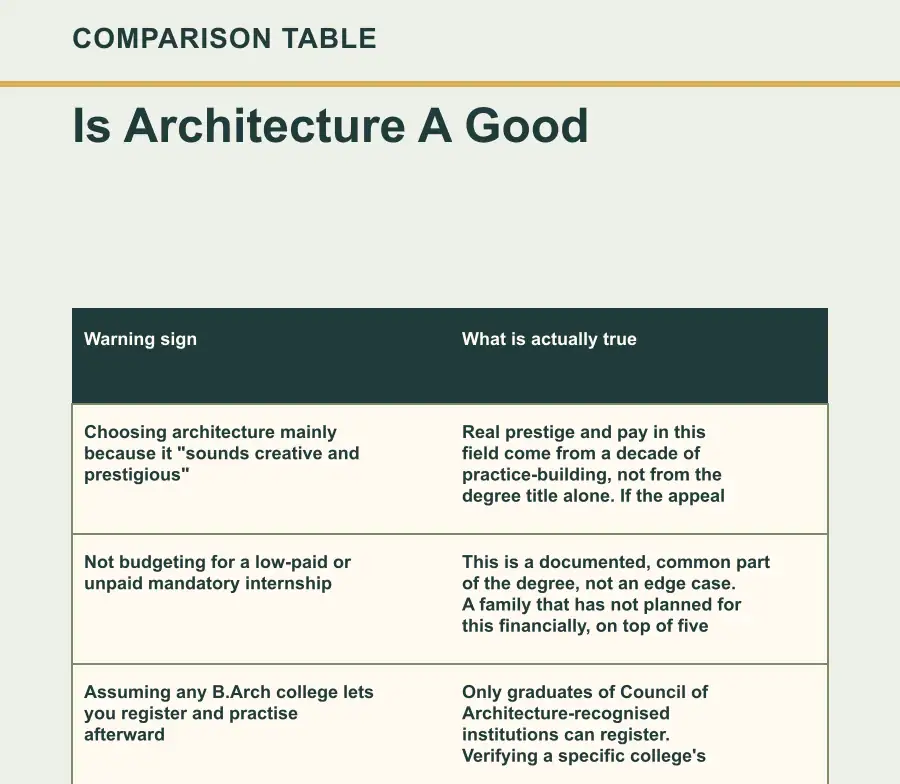 COMPARISON TABLE
Is Architecture A Good
Warning sign
What is actually true
Choosing architecture mainly
because it "sounds creative and
prestigious"
Real prestige and pay in this
field come from a decade of
practice-building, not from the
degree title alone. If the appeal
Not budgeting for a low-paid or
unpaid mandatory internship
This is a documented, common part
of the degree, not an edge case.
A family that has not planned for
this financially, on top of five
Assuming any B.Arch college lets
you register and practise
afterward
Only graduates of Council of
Architecture-recognised
institutions can register.
Verifying a specific college's